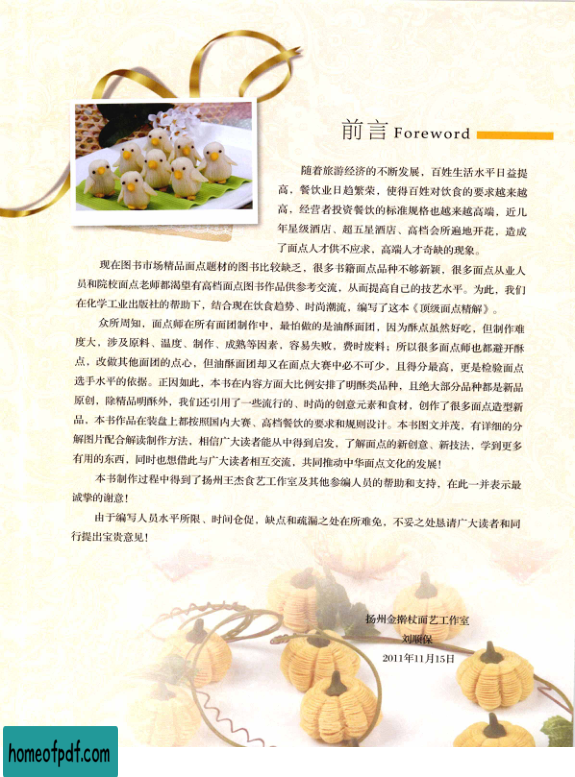 前言 Foreword
随着旅游经济的不断发展，百姓生活水平日益提
高，餐饮业日趋繁荣，使得百姓对饮食的要求越来越
高，经营者投资餐饮的标准规格也越来越高端，近几
年星级酒店、超五星酒店、高档会所遍地开花，造成
了面点人才供不应求，高端人才奇缺的现象。
现在图书市场精品面点题材的图书比较缺乏，很多书籍面点品种不够新颖，很多面点从业人
员和院校面点老师都渴望有高档面点图书作品供参考交流，从而提高自己的技艺水平。为此，我们
在化学工业出版社的帮助下，结合现在饮食趋势、时尚潮流，编写了这本《顶级面点精解》。
众所周知，面点师在所有面团制作中，最怕做的是油酥面团，因为酥点虽然好吃，但制作难
度大，涉及原料、温度、制作、成熟等因素，容易失败，费时废料；所以很多面点师也都避开酥
点，改做其他面团的点心，但油酥面团却又在面点大赛中必不可少，且得分最高，更是检验面点
选手水平的依据。正因如此，本书在内容方面大比例安排了明酥类品种，且绝大部分品种都是新品
原创，除精品明酥外，我们还引用了一些流行的、时尚的创意元素和食材，创作了很多面点造型新
品，本书作品在装盘上都按照国内大赛、高档餐饮的要求和规则设计。本书图文并茂，有详细的分
解图片配合解读制作方法，相信广大读者能从中得到启发，了解面点的新创意、新技法，学到更多
有用的东西，同时也想借此与广大读者相互交流，共同推动中华面点文化的发展！
本书制作过程中得到了扬州王杰食艺工作室及其他参编人员的帮助和支持，在此一并表示最
诚挚的谢意！
由于编写人员水平所限、时间仓促，缺点和疏漏之处在所难免，不妥之处恳请广大读者和同
行提出宝贵意见！
扬州金擀杖面艺工作室
刘顺保
2011年11月15日
homeofpdf.com